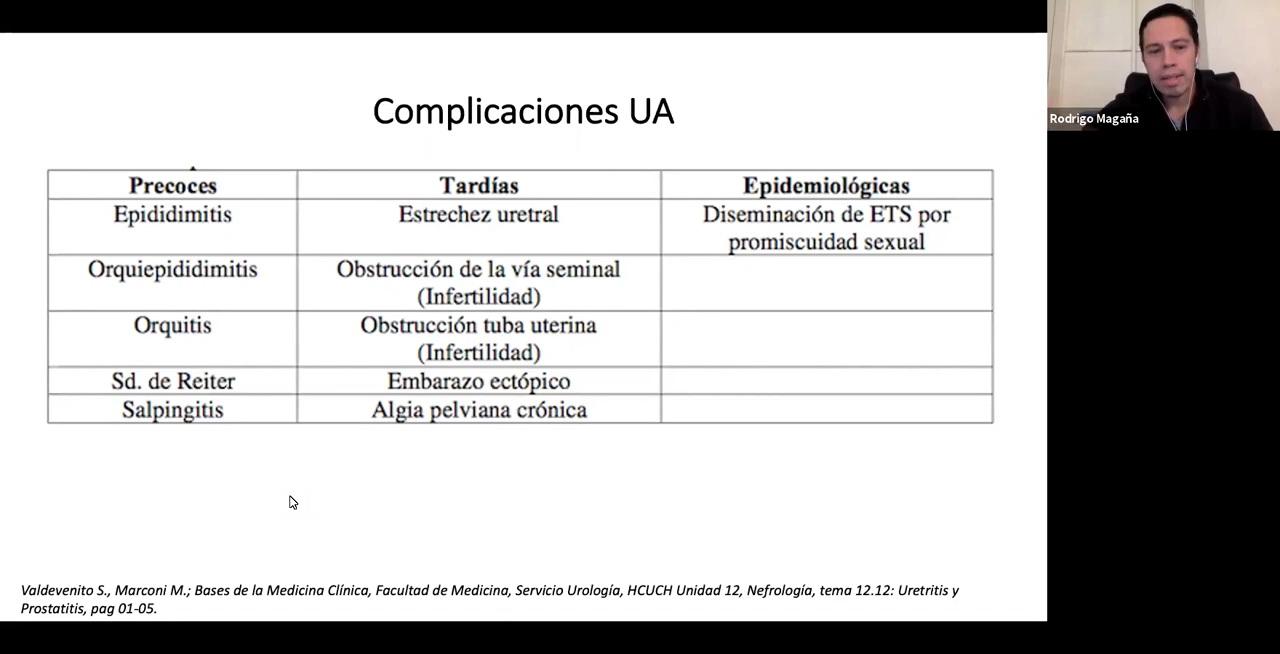 Complicaciones UA
Rodrigo Magaña
Precoces Tardías Epidemiológicas
Epididimitis Estrechez uretral Diseminación de ETS por
promiscuidad sexual
Orquiepididimitis Obstrucción de la vía seminal
(Infertilidad)
Orquitis Obstrucción tuba uterina
(Infertilidad)
Sd. de Reiter Embarazo ectópico
Salpingitis Algia pelviana crónica
Valdevenito S., Marconi M.; Bases de la Medicina Clínica, Facultad de Medicina, Servicio Urología, HCUCH Unidad 12, Nefrología, tema 12.12: Uretritis y
Prostatitis, pag 01-05.